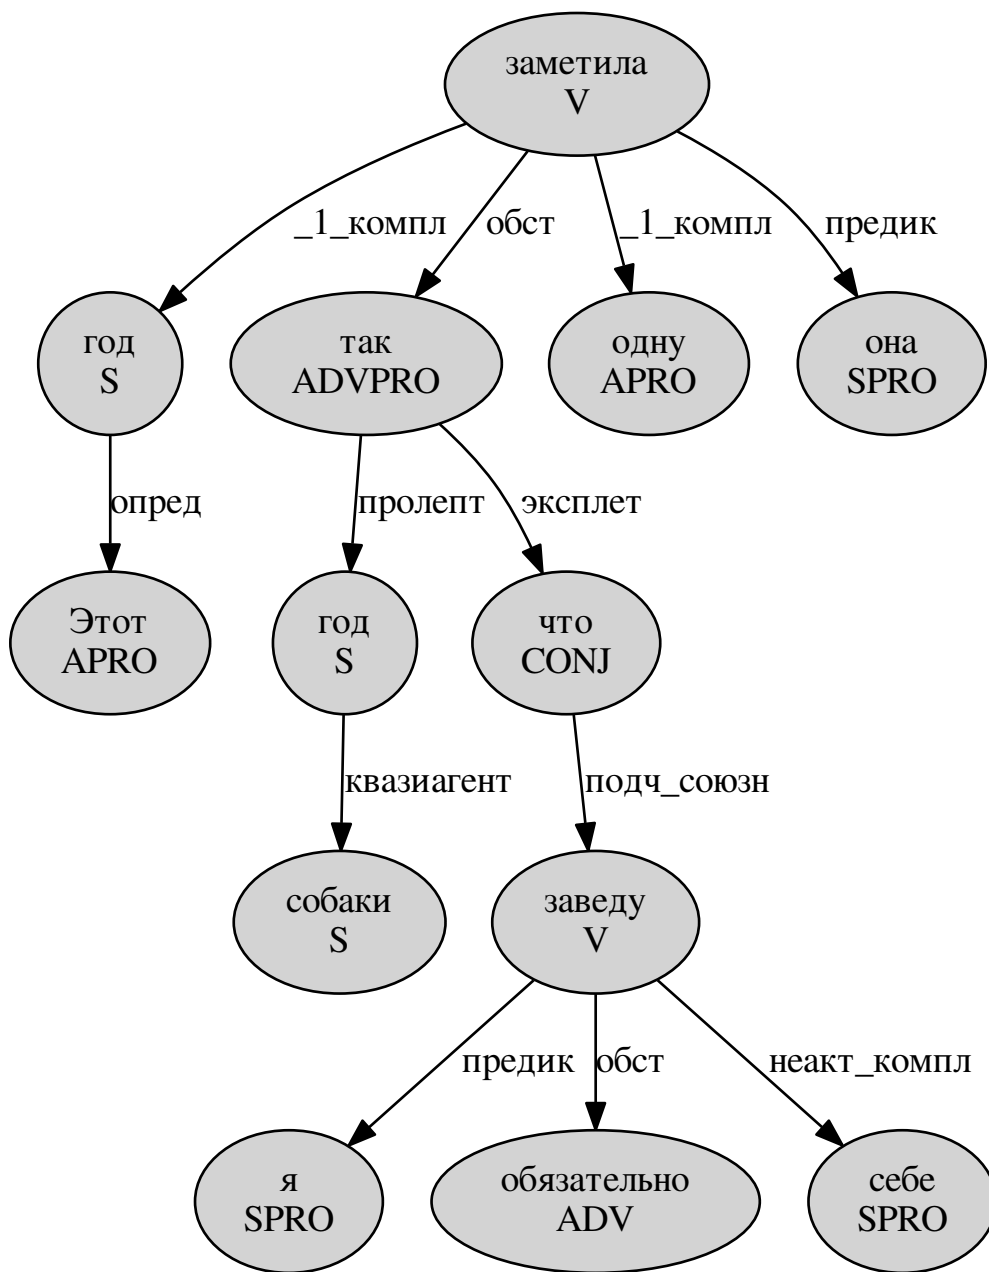 заметила
V
_1_компл
обст
_1_компл
предик
год
S
так
ADVPRO
одну
APRO
она
SPRO
опред
пролепт
эксплет
Этот
APRO
год
S
что
CONJ
квазиагент
подч_союзн
собаки
S
заведу
V
предик
обст
неакт_компл
я
SPRO
обязательно
ADV
себе
SPRO